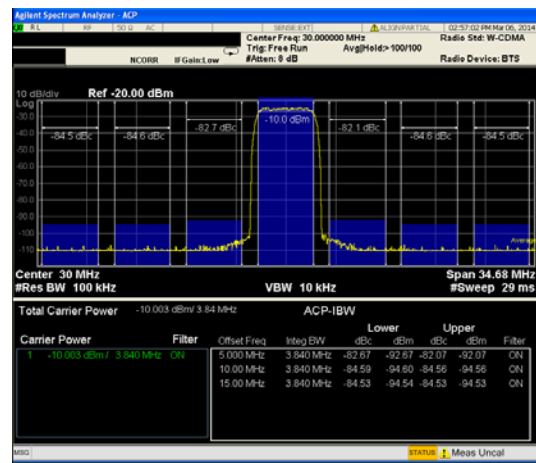 Agilent Spectrum Analyzer - ACP
RL RF 50 Ω AC SENSE:EXT ALIGN PARTIAL 02:57:02 PM Mar 06, 2014
Center Freq: 30.000000 MHz Radio Std: W-CDMA
Trig: Free Run Avg|Hold:> 100/100
NCORR IFGain:Low #Atten: 8 dB Radio Device: BTS
10 dB/div Ref -20.00 dBm
Log
-30.0
-10.0 dBm
-40.0
-84.5 dBc -84.6 dBc -82.7 dBc -82.1 dBc -84.6 dBc -84.5 dBc
-50.0
-60.0
-70.0
-80.0
-90.0
-100
-110
Average
Center 30 MHz Span 34.68 MHz
#Res BW 100 kHz VBW 10 kHz #Sweep 29 ms
Total Carrier Power -10.003 dBm/ 3.84 MHz ACP-IBW
Lower Upper
Carrier Power Filter Offset Freq Integ BW dBc dBm dBc dBm Filter
1 -10.003 dBm / 3.840 MHz ON 5.000 MHz 3.840 MHz -82.67 -92.67 -82.07 -92.07 ON
10.00 MHz 3.840 MHz -84.59 -94.60 -84.56 -94.56 ON
15.00 MHz 3.840 MHz -84.53 -94.54 -84.53 -94.53 ON
MSG STATUS Meas Uncal